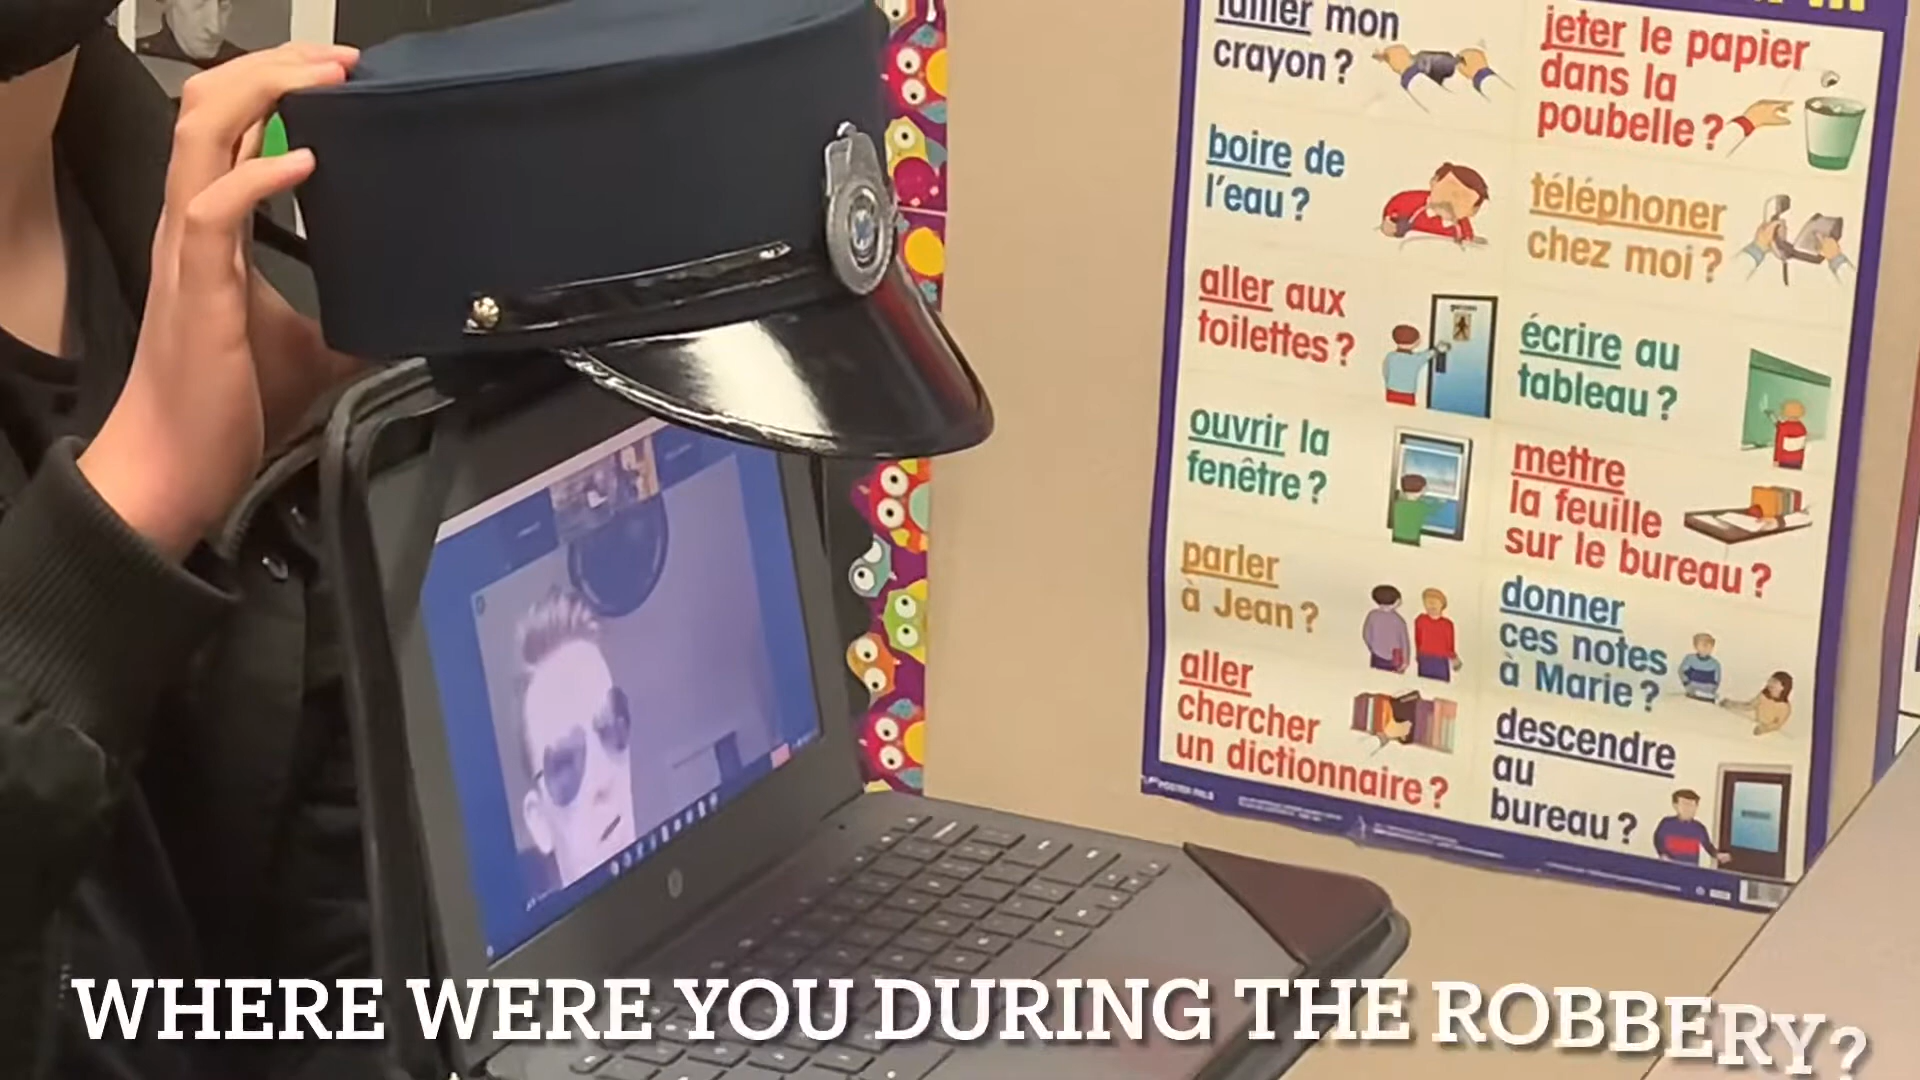 tailler mon
crayon ?
boire de
l'eau ?
aller aux
toilettes ?
ouvrir la
fenêtre ?
parler
à Jean ?
aller
chercher
un dictionnaire ?
jeter le papier
dans la
poubelle ?
téléphoner
chez moi ?
écrire au
tableau ?
mettre
la feuille
sur le bureau ?
donner
ces notes
à Marie ?
descendre
au
bureau ?
WHERE WERE YOU DURING THE ROBBERY?